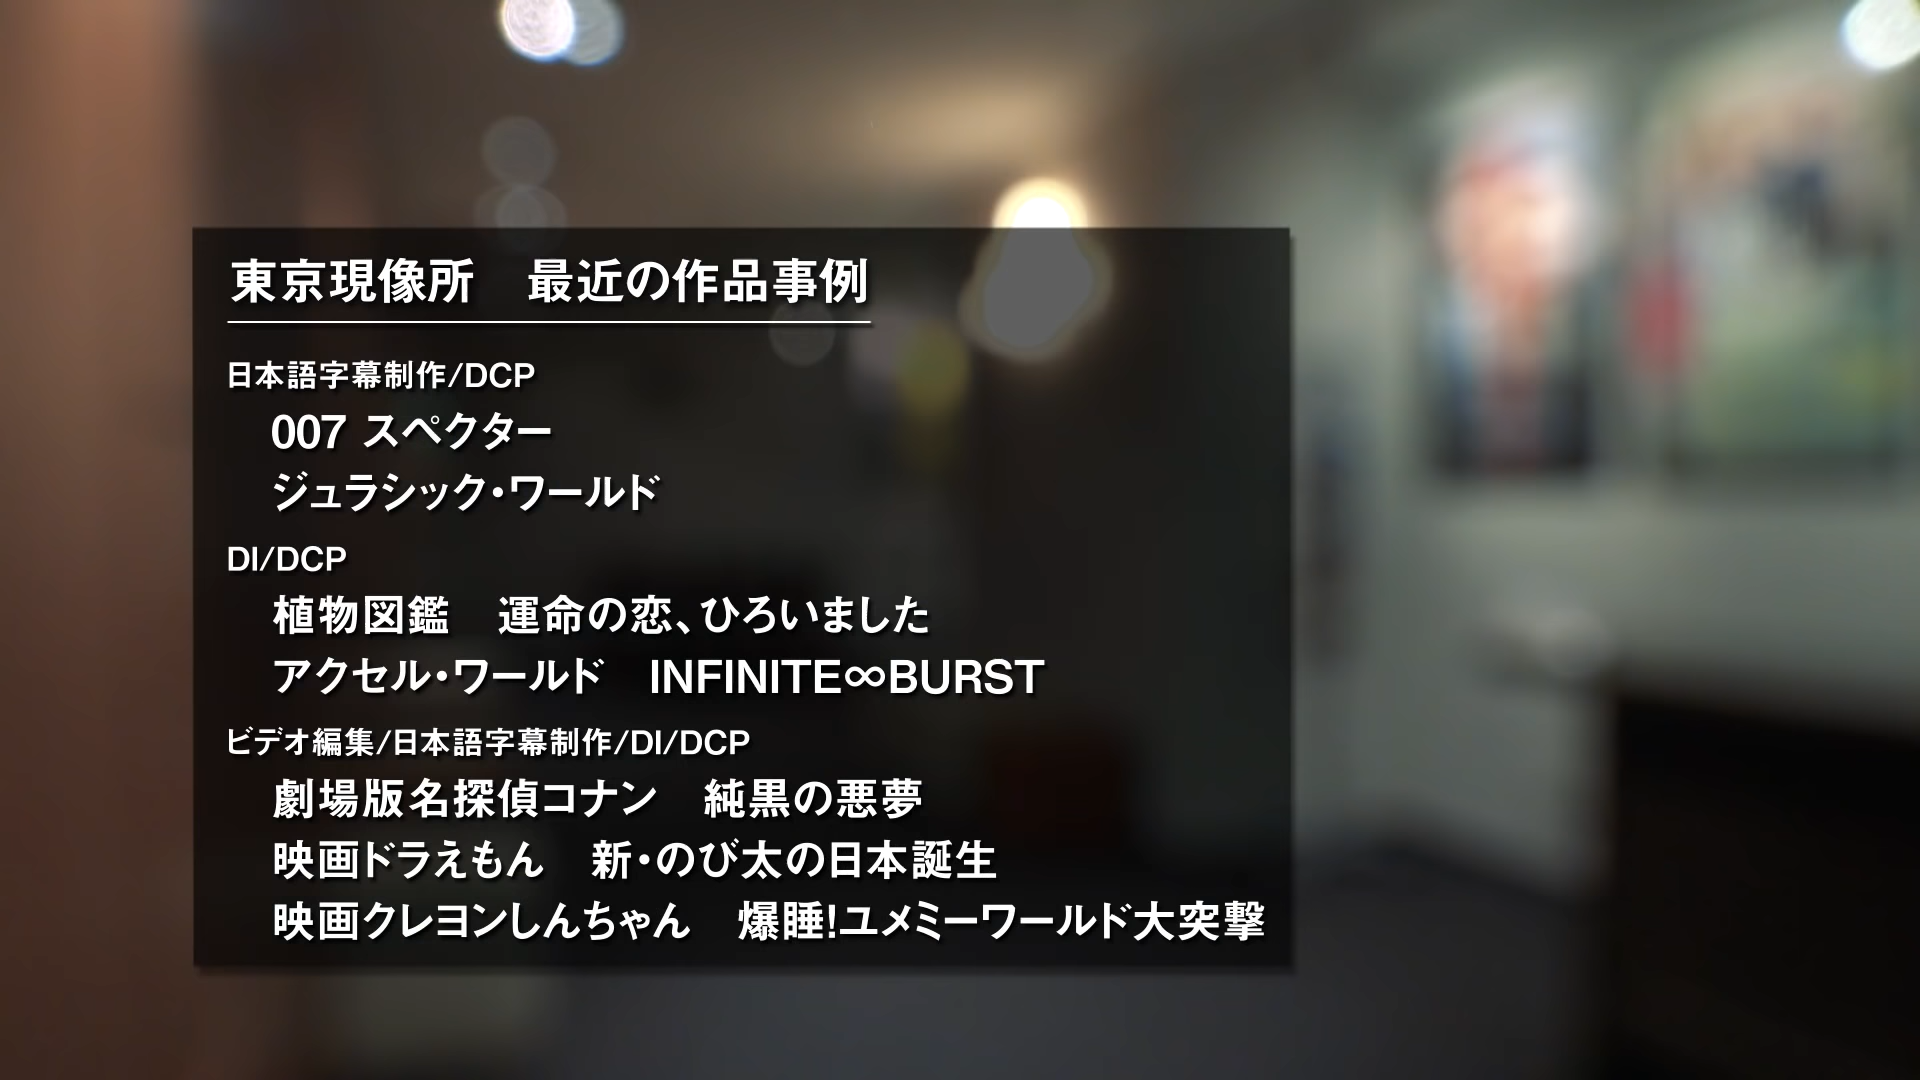 東京現像所　最近の作品事例
日本語字幕制作/DCP
007 スペクター
ジュラシック・ワールド
DI/DCP
植物図鑑　運命の恋、ひろいました
アクセル・ワールド　INFINITE∞BURST
ビデオ編集/日本語字幕制作/DI/DCP
劇場版名探偵コナン　純黒の悪夢
映画ドラえもん　新・のび太の日本誕生
映画クレヨンしんちゃん　爆睡!ユメミーワールド大突撃